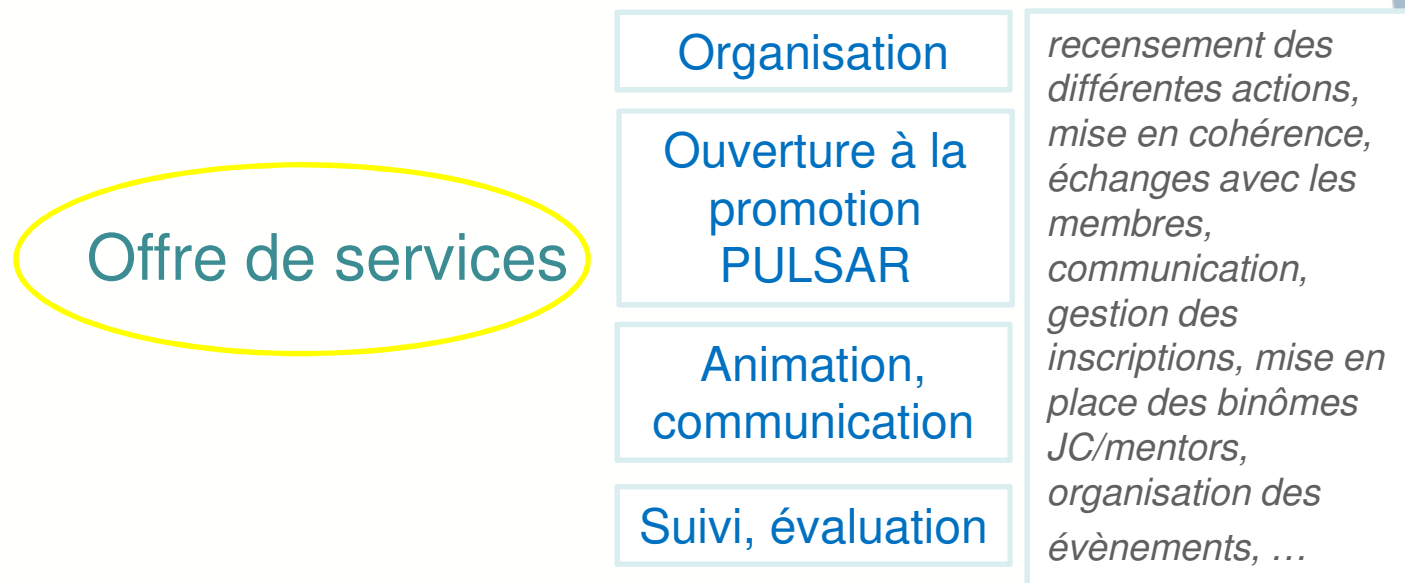 Offre de services
Organisation
Ouverture à la
promotion
PULSAR
Animation,
communication
Suivi, évaluation
recensement des
différentes actions,
mise en cohérence,
échanges avec les
membres,
communication,
gestion des
inscriptions, mise en
place des binômes
JC/mentors,
organisation des
évènements, …